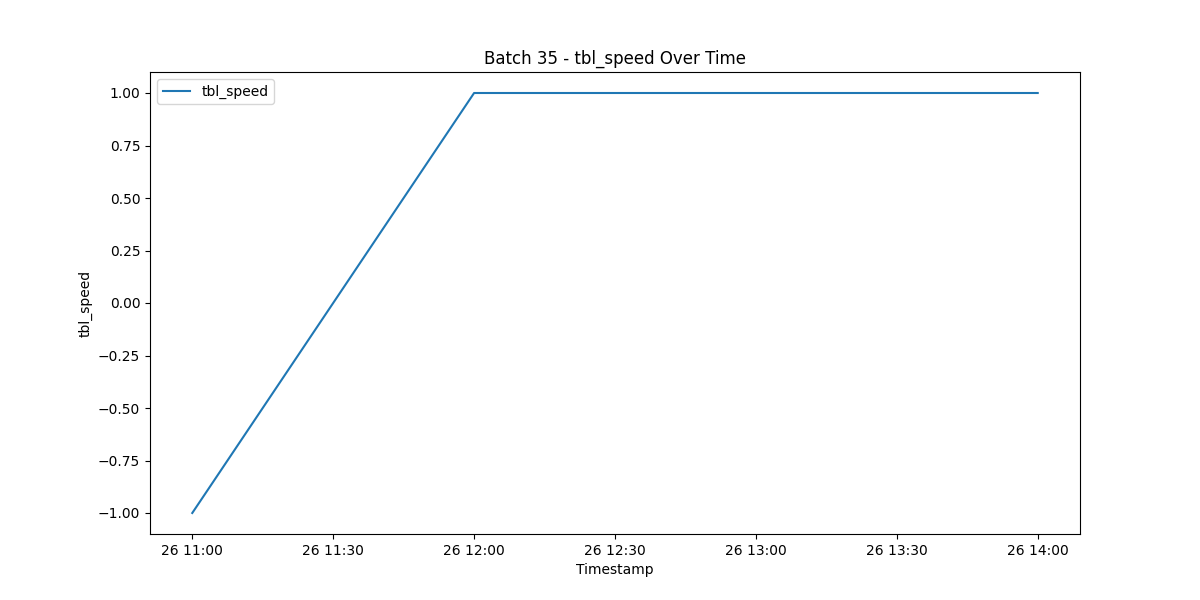 Batch 35 - tbl_speed Over Time
tbl_speed
1.00
0.75
0.50
0.25
0.00
−0.25
−0.50
−0.75
−1.00
tbl_speed
26 11:00 26 11:30 26 12:00 26 12:30 26 13:00 26 13:30 26 14:00
Timestamp